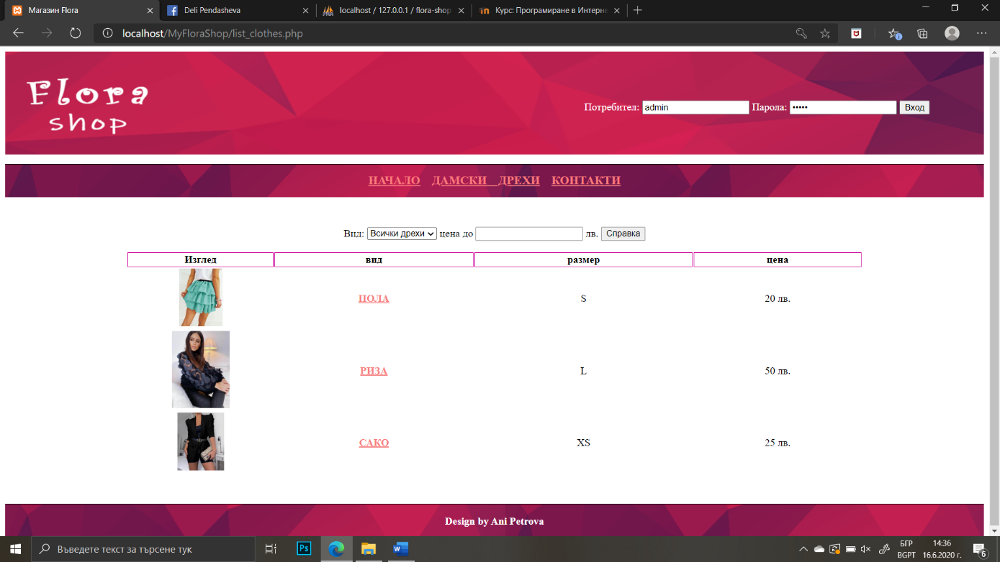 Магазин Flora
Deli Pendasheva
localhost / 127.0.0.1 / flora-shop
Курс: Програмиране в Интерне
localhost/MyFloraShop/list_clothes.php
Flora
shop
Потребител: admin Парола: ••••• Вход
НАЧАЛО ДАМСКИ ДРЕХИ КОНТАКТИ
Вид: Всички дрехи цена до лв. Справка
Изглед вид размер цена
ПОЛА S 20 лв.
РИЗА L 50 лв.
САКО XS 25 лв.
Design by Ani Petrova
Въведете текст за търсене тук
Ps
W
БГР
BGPT
14:36
16.6.2020 г.
6